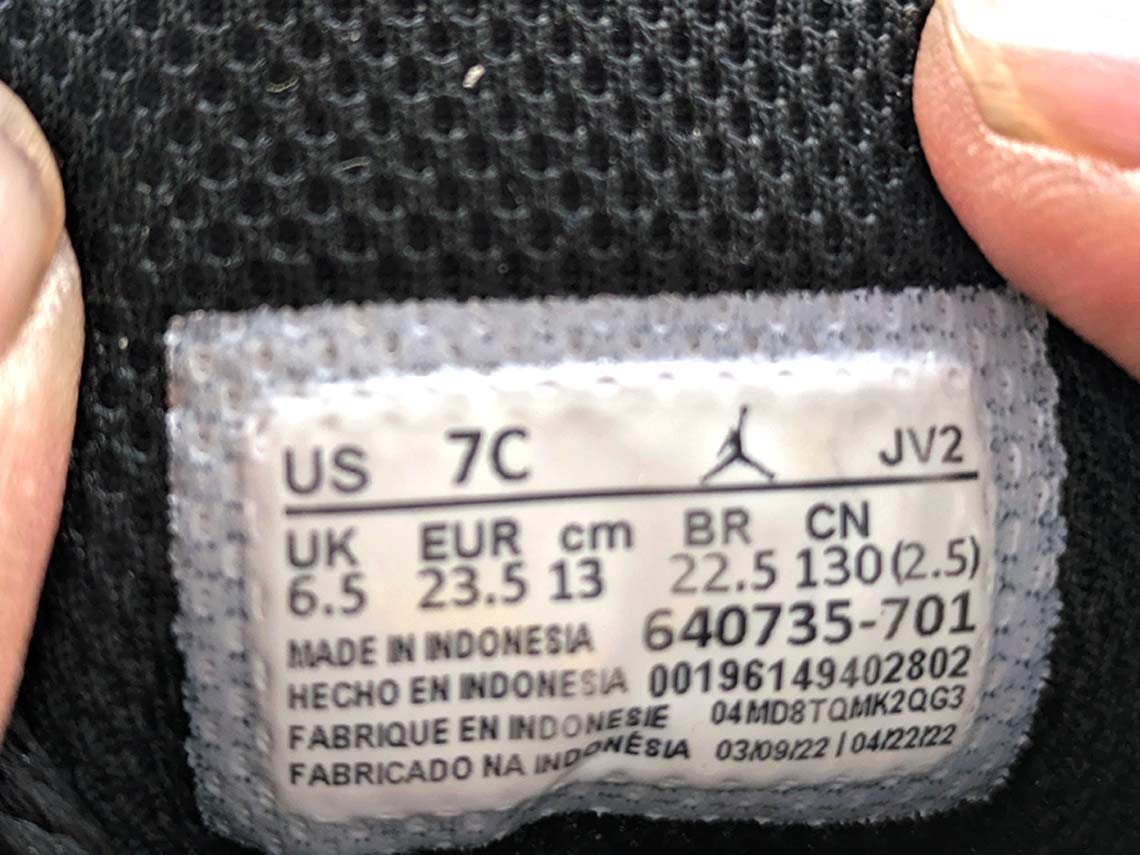 US 7C JV2
UK EUR cm BR CN
6.5 23.5 13 22.5 130(2.5)
MADE IN INDONESIA 640735-701
HECHO EN INDONESIA 00196149402802
FABRIQUE EN INDONESIE 04MD8TQMK2QG3
FABRICADO NA INDONÉSIA 03/09/22 | 04/22/22